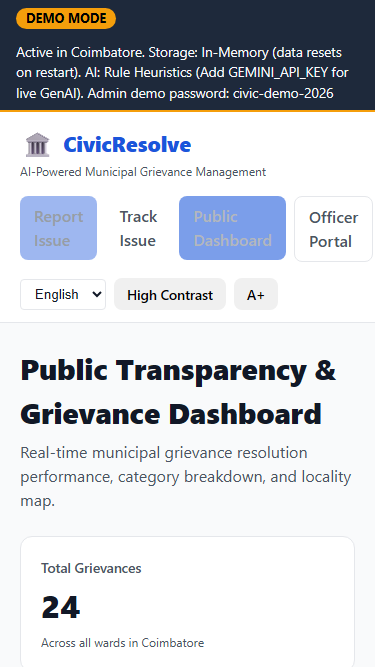 DEMO MODE
Active in Coimbatore. Storage: In-Memory (data resets
on restart). AI: Rule Heuristics (Add GEMINI_API_KEY for
live GenAI). Admin demo password: civic-demo-2026
CivicResolve
AI-Powered Municipal Grievance Management
Report
Issue
Track
Issue
Public
Dashboard
Officer
Portal
English
High Contrast
A+
Public Transparency &
Grievance Dashboard
Real-time municipal grievance resolution
performance, category breakdown, and locality
map.
Total Grievances
24
Across all wards in Coimbatore